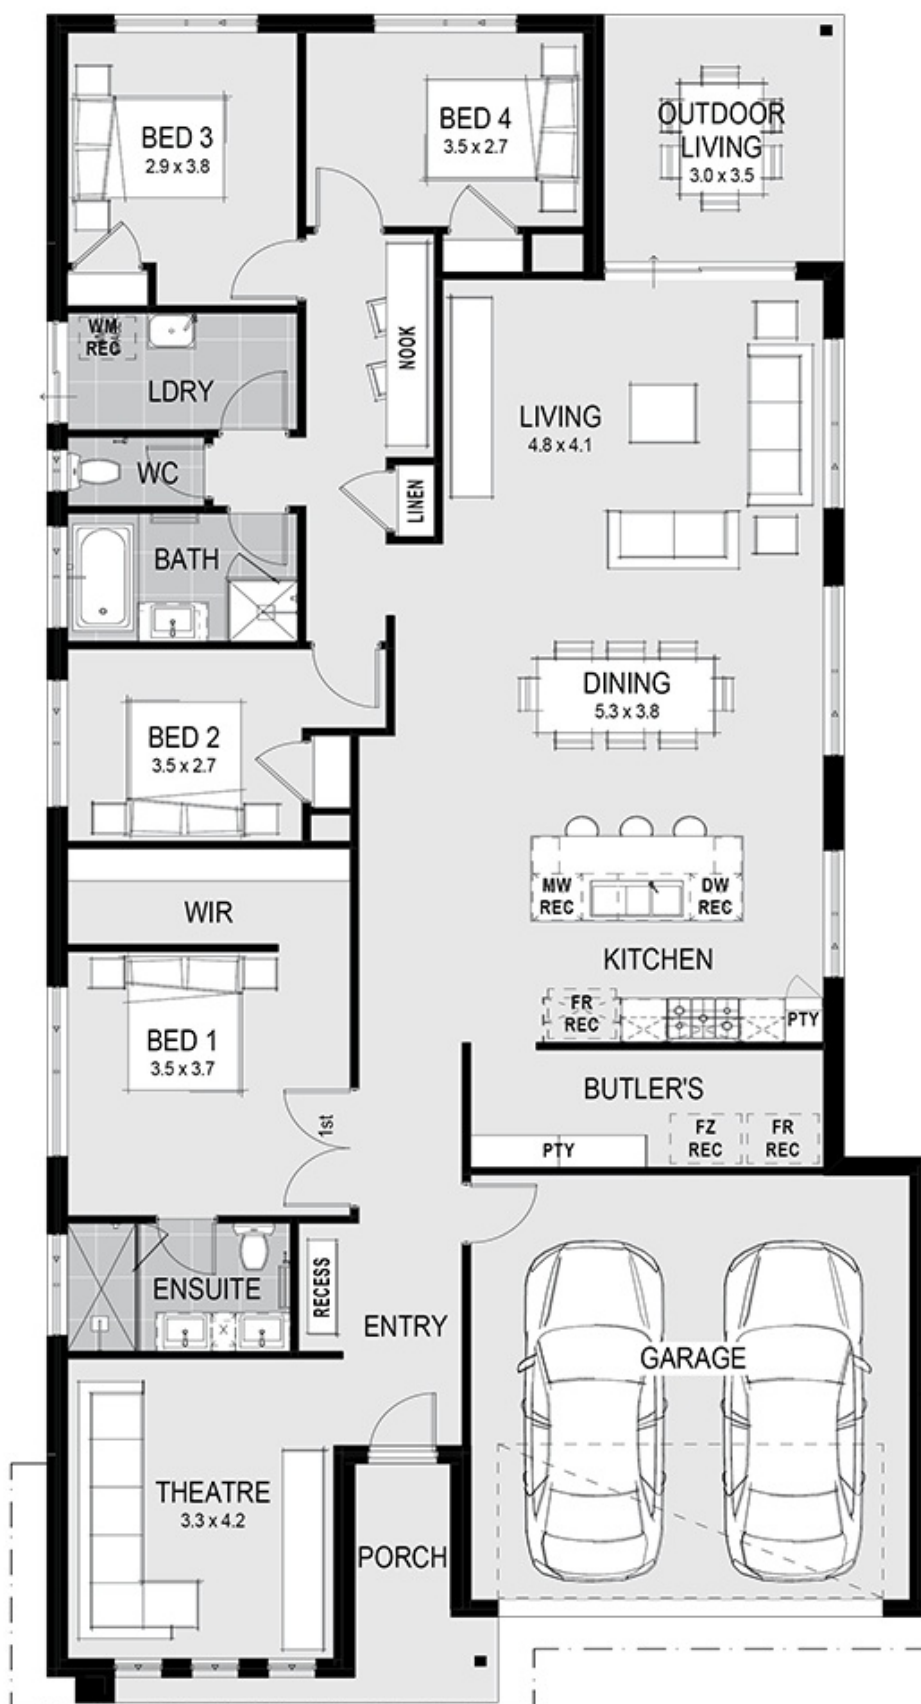 BED 3
2.9 x 3.8
BED 4
3.5 x 2.7
OUTDOOR
LIVING
3.0 x 3.5
WM
REC
LDRY
NOOK
LIVING
4.8 x 4.1
WC
LINEN
BATH
DINING
5.3 x 3.8
BED 2
3.5 x 2.7
MW
REC
DW
REC
WIR
KITCHEN
FR
REC
PTY
BED 1
3.5 x 3.7
1st
BUTLER'S
PTY
FZ
REC
FR
REC
ENSUITE
RECESS
ENTRY
GARAGE
THEATRE
3.3 x 4.2
PORCH